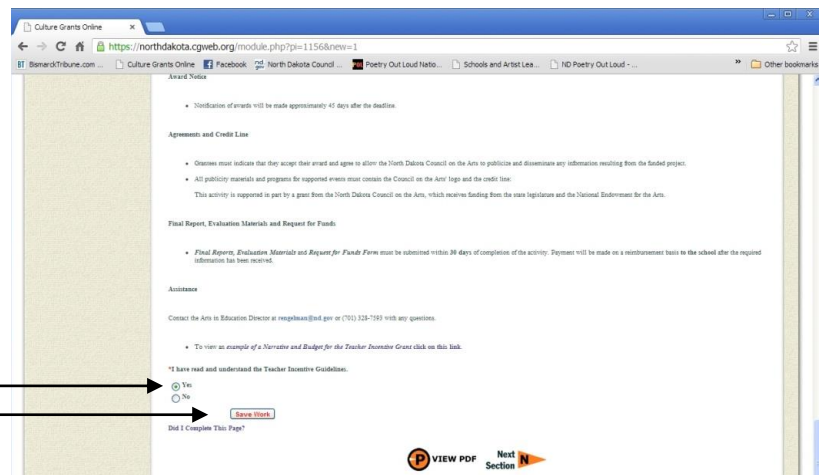 Culture Grants Online
https://northdakota.cgweb.org/module.php?pi=1156&new=1
BT BismarckTribune.com ... Culture Grants Online Facebook nd North Dakota Council ... Poetry Out Loud Natio... Schools and Artist Lea... ND Poetry Out Loud - ... » Other bookmarks
Award Notice
• Notification of awards will be made approximately 45 days after the deadline.
Agreements and Credit Line
• Grantees must indicate that they accept their award and agree to allow the North Dakota Council on the Arts to publicize and disseminate any information resulting from the funded project.
• All publicity materials and programs for supported events must contain the Council on the Arts' logo and the credit line:
This activity is supported in part by a grant from the North Dakota Council on the Arts, which receives funding from the state legislature and the National Endowment for the Arts.
Final Report, Evaluation Materials and Request for Funds
• Final Reports, Evaluation Materials and Request for Funds Form must be submitted within 30 days of completion of the activity. Payment will be made on a reimbursement basis to the school after the required
information has been received.
Assistance
Contact the Arts in Education Director at rengelman@nd.gov or (701) 328-7593 with any questions.
• To view an example of a Narrative and Budget for the Teacher Incentive Grant click on this link.
*I have read and understand the Teacher Incentive Guidelines.
Yes
No
Save Work
Did I Complete This Page?
P VIEW PDF Next N
Section